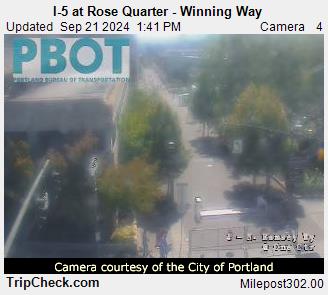 I-5 at Rose Quarter - Winning Way
Updated Sep 21 2024 1:41 PM Camera 4
PBOT
PORTLAND BUREAU OF TRANSPORTATION
Camera courtesy of the City of Portland
TripCheck.com Milepost302.00